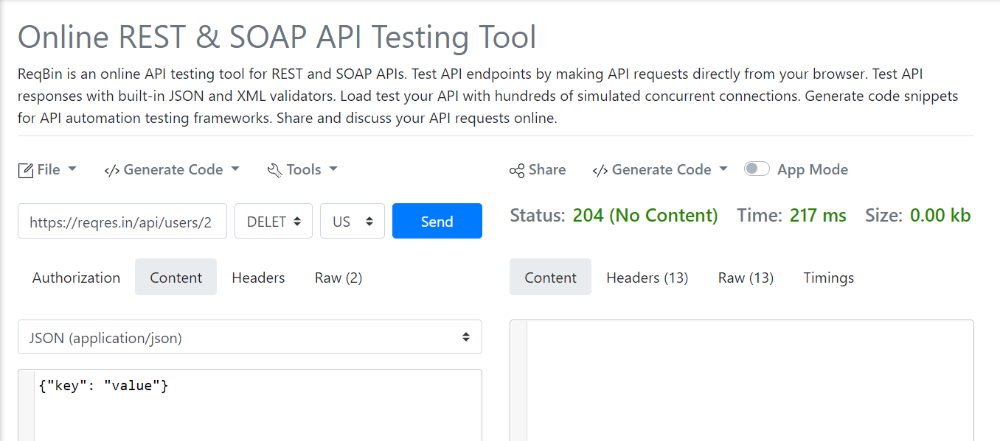 Online REST & SOAP API Testing Tool
ReqBin is an online API testing tool for REST and SOAP APIs. Test API endpoints by making API requests directly from your browser. Test API
responses with built-in JSON and XML validators. Load test your API with hundreds of simulated concurrent connections. Generate code snippets
for API automation testing frameworks. Share and discuss your API requests online.
File </> Generate Code Tools
Share </> Generate Code App Mode
https://reqres.in/api/users/2 DELET US Send
Status: 204 (No Content) Time: 217 ms Size: 0.00 kb
Authorization Content Headers Raw (2)
Content Headers (13) Raw (13) Timings
JSON (application/json)
{"key": "value"}